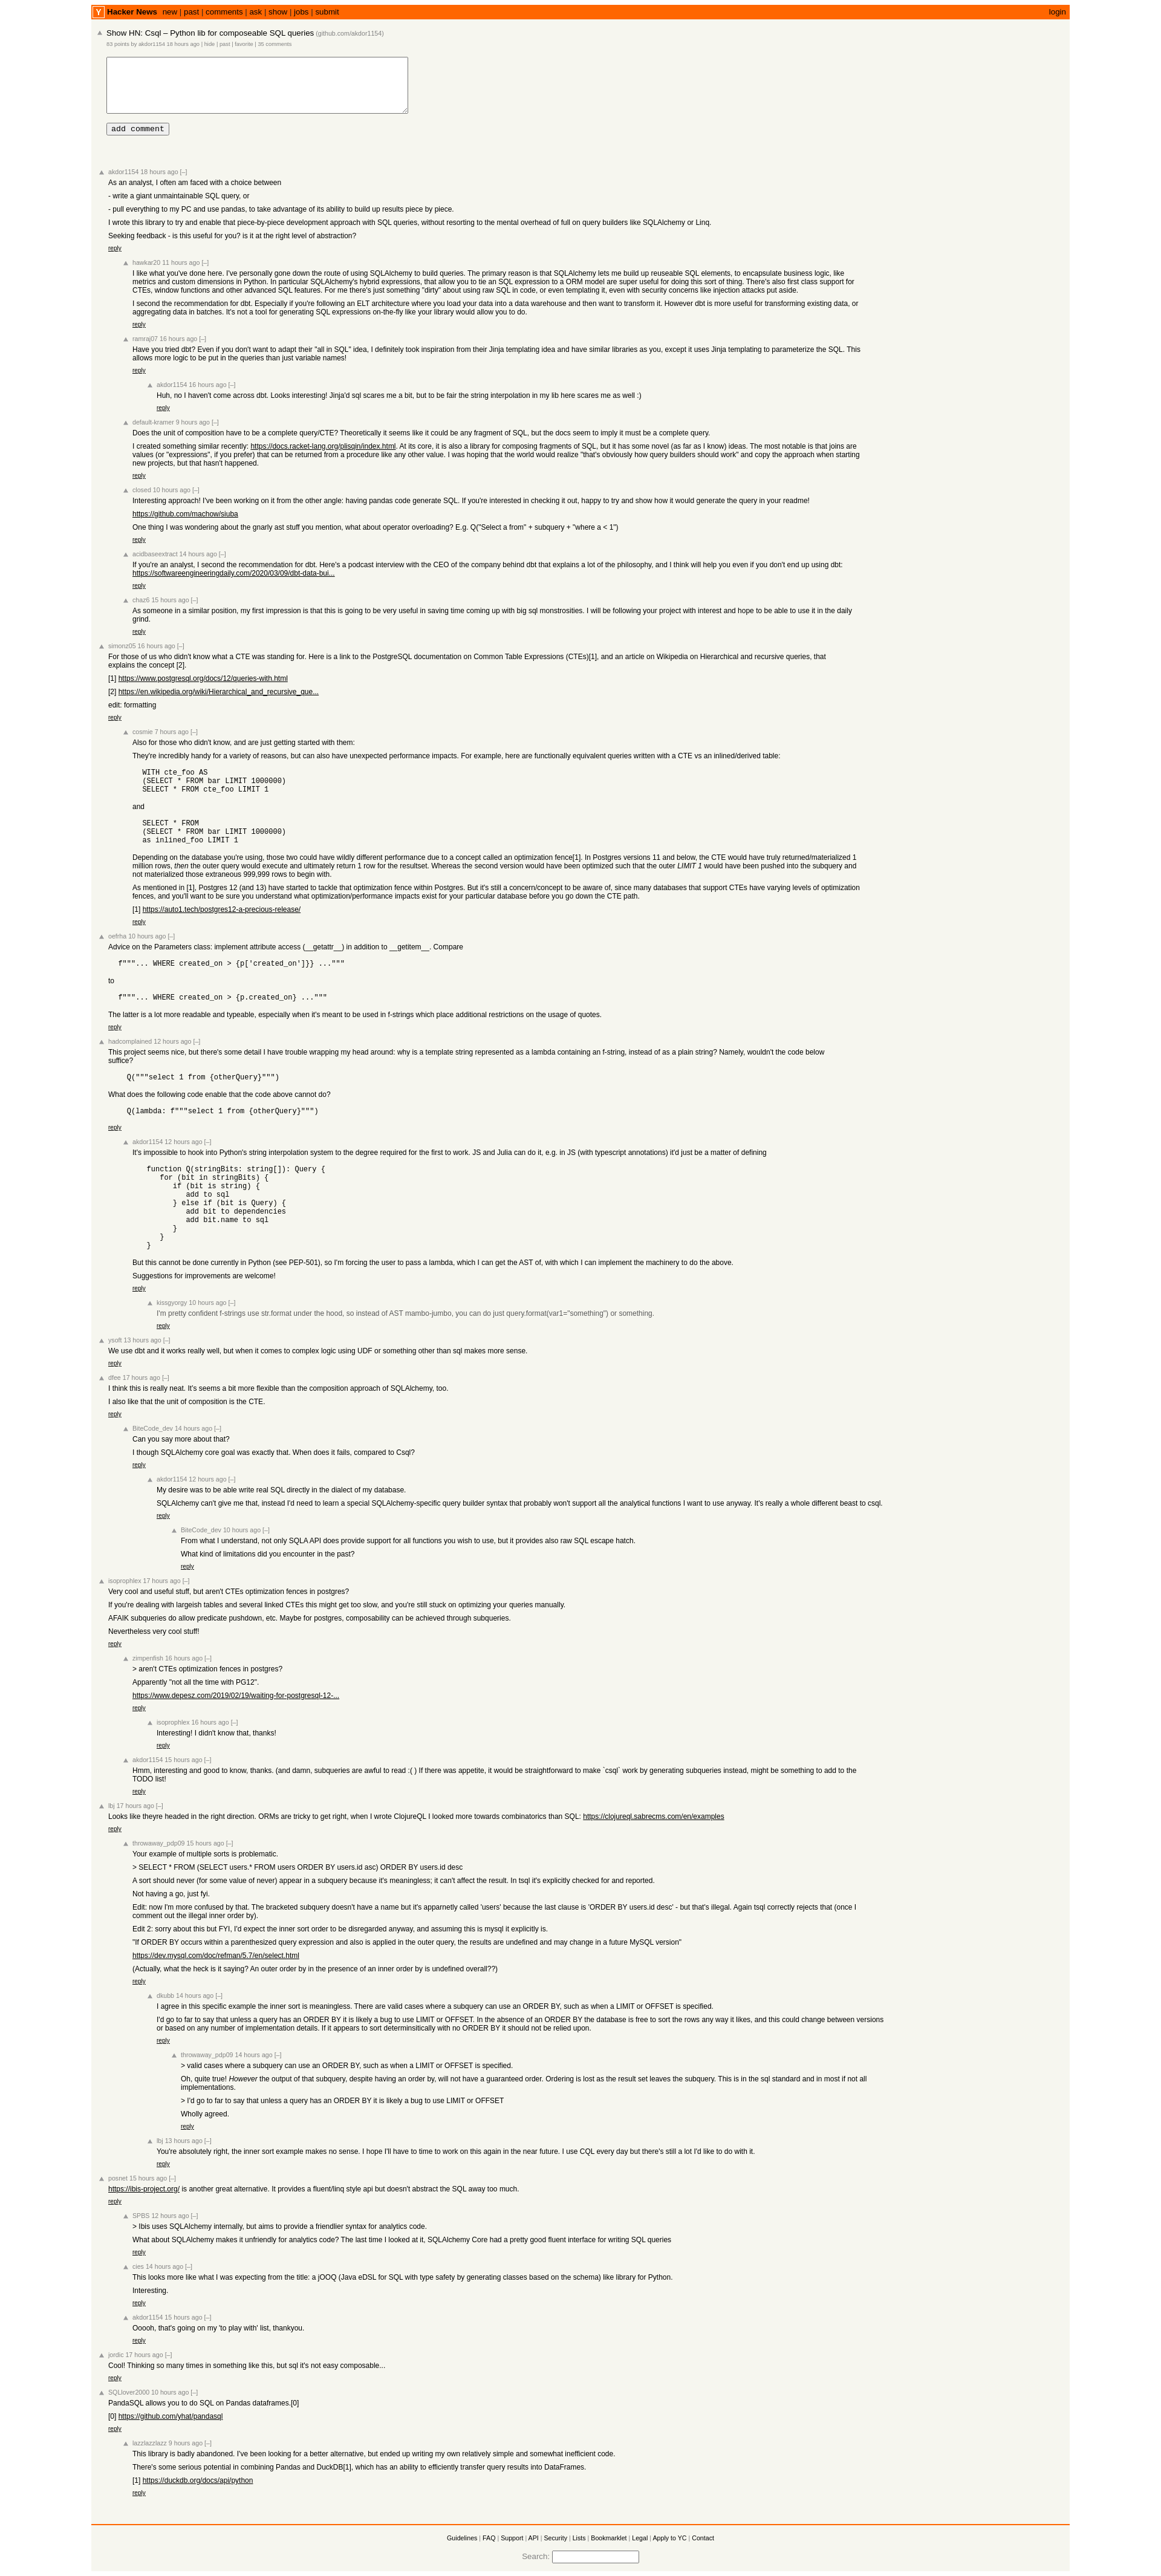 Y Hacker News new | past | comments | ask | show | jobs | submit login
Show HN: Csql – Python lib for composeable SQL queries (github.com/akdor1154)
83 points by akdor1154 18 hours ago | hide | past | favorite | 35 comments
add comment
akdor1154 18 hours ago [–]
As an analyst, I often am faced with a choice between
- write a giant unmaintainable SQL query, or
- pull everything to my PC and use pandas, to take advantage of its ability to build up results piece by piece.
I wrote this library to try and enable that piece-by-piece development approach with SQL queries, without resorting to the mental overhead of full on query builders like SQLAlchemy or Linq.
Seeking feedback - is this useful for you? is it at the right level of abstraction?
reply
hawkar20 11 hours ago [–]
I like what you've done here. I've personally gone down the route of using SQLAlchemy to build queries. The primary reason is that SQLAlchemy lets me build up reuseable SQL elements, to encapsulate business logic, like
metrics and custom dimensions in Python. In particular SQLAlchemy's hybrid expressions, that allow you to tie an SQL expression to a ORM model are super useful for doing this sort of thing. There's also first class support for
CTEs, window functions and other advanced SQL features. For me there's just something "dirty" about using raw SQL in code, or even templating it, even with security concerns like injection attacks put aside.
I second the recommendation for dbt. Especially if you're following an ELT architecture where you load your data into a data warehouse and then want to transform it. However dbt is more useful for transforming existing data, or
aggregating data in batches. It's not a tool for generating SQL expressions on-the-fly like your library would allow you to do.
reply
ramraj07 16 hours ago [–]
Have you tried dbt? Even if you don't want to adapt their "all in SQL" idea, I definitely took inspiration from their Jinja templating idea and have similar libraries as you, except it uses Jinja templating to parameterize the SQL. This
allows more logic to be put in the queries than just variable names!
reply
akdor1154 16 hours ago [–]
Huh, no I haven't come across dbt. Looks interesting! Jinja'd sql scares me a bit, but to be fair the string interpolation in my lib here scares me as well :)
reply
default-kramer 9 hours ago [–]
Does the unit of composition have to be a complete query/CTE? Theoretically it seems like it could be any fragment of SQL, but the docs seem to imply it must be a complete query.
I created something similar recently: https://docs.racket-lang.org/plisqin/index.html. At its core, it is also a library for composing fragments of SQL, but it has some novel (as far as I know) ideas. The most notable is that joins are
values (or "expressions", if you prefer) that can be returned from a procedure like any other value. I was hoping that the world would realize "that's obviously how query builders should work" and copy the approach when starting
new projects, but that hasn't happened.
reply
closed 10 hours ago [–]
Interesting approach! I've been working on it from the other angle: having pandas code generate SQL. If you're interested in checking it out, happy to try and show how it would generate the query in your readme!
https://github.com/machow/siuba
One thing I was wondering about the gnarly ast stuff you mention, what about operator overloading? E.g. Q("Select a from" + subquery + "where a < 1")
reply
acidbaseextract 14 hours ago [–]
If you're an analyst, I second the recommendation for dbt. Here's a podcast interview with the CEO of the company behind dbt that explains a lot of the philosophy, and I think will help you even if you don't end up using dbt:
https://softwareengineeringdaily.com/2020/03/09/dbt-data-bui...
reply
chaz6 15 hours ago [–]
As someone in a similar position, my first impression is that this is going to be very useful in saving time coming up with big sql monstrosities. I will be following your project with interest and hope to be able to use it in the daily
grind.
reply
simonz05 16 hours ago [–]
For those of us who didn't know what a CTE was standing for. Here is a link to the PostgreSQL documentation on Common Table Expressions (CTEs)[1], and an article on Wikipedia on Hierarchical and recursive queries, that
explains the concept [2].
[1] https://www.postgresql.org/docs/12/queries-with.html
[2] https://en.wikipedia.org/wiki/Hierarchical_and_recursive_que...
edit: formatting
reply
cosmie 7 hours ago [–]
Also for those who didn't know, and are just getting started with them:
They're incredibly handy for a variety of reasons, but can also have unexpected performance impacts. For example, here are functionally equivalent queries written with a CTE vs an inlined/derived table:
WITH cte_foo AS
(SELECT * FROM bar LIMIT 1000000)
SELECT * FROM cte_foo LIMIT 1
and
SELECT * FROM
(SELECT * FROM bar LIMIT 1000000)
as inlined_foo LIMIT 1
Depending on the database you're using, those two could have wildly different performance due to a concept called an optimization fence[1]. In Postgres versions 11 and below, the CTE would have truly returned/materialized 1
million rows, then the outer query would execute and ultimately return 1 row for the resultset. Whereas the second version would have been optimized such that the outer LIMIT 1 would have been pushed into the subquery and
not materialized those extraneous 999,999 rows to begin with.
As mentioned in [1], Postgres 12 (and 13) have started to tackle that optimization fence within Postgres. But it's still a concern/concept to be aware of, since many databases that support CTEs have varying levels of optimization
fences, and you'll want to be sure you understand what optimization/performance impacts exist for your particular database before you go down the CTE path.
[1] https://auto1.tech/postgres12-a-precious-release/
reply
oefrha 10 hours ago [–]
Advice on the Parameters class: implement attribute access (__getattr__) in addition to __getitem__. Compare
f"""... WHERE created_on > {p['created_on']}} ..."""
to
f"""... WHERE created_on > {p.created_on} ..."""
The latter is a lot more readable and typeable, especially when it's meant to be used in f-strings which place additional restrictions on the usage of quotes.
reply
hadcomplained 12 hours ago [–]
This project seems nice, but there's some detail I have trouble wrapping my head around: why is a template string represented as a lambda containing an f-string, instead of as a plain string? Namely, wouldn't the code below
suffice?
Q("""select 1 from {otherQuery}""")
What does the following code enable that the code above cannot do?
Q(lambda: f"""select 1 from {otherQuery}""")
reply
akdor1154 12 hours ago [–]
It's impossible to hook into Python's string interpolation system to the degree required for the first to work. JS and Julia can do it, e.g. in JS (with typescript annotations) it'd just be a matter of defining
function Q(stringBits: string[]): Query {
for (bit in stringBits) {
if (bit is string) {
add to sql
} else if (bit is Query) {
add bit to dependencies
add bit.name to sql
}
}
}
But this cannot be done currently in Python (see PEP-501), so I'm forcing the user to pass a lambda, which I can get the AST of, with which I can implement the machinery to do the above.
Suggestions for improvements are welcome!
reply
kissgyorgy 10 hours ago [–]
I'm pretty confident f-strings use str.format under the hood, so instead of AST mambo-jumbo, you can do just query.format(var1="something") or something.
reply
ysoft 13 hours ago [–]
We use dbt and it works really well, but when it comes to complex logic using UDF or something other than sql makes more sense.
reply
dfee 17 hours ago [–]
I think this is really neat. It's seems a bit more flexible than the composition approach of SQLAlchemy, too.
I also like that the unit of composition is the CTE.
reply
BiteCode_dev 14 hours ago [–]
Can you say more about that?
I though SQLAlchemy core goal was exactly that. When does it fails, compared to Csql?
reply
akdor1154 12 hours ago [–]
My desire was to be able write real SQL directly in the dialect of my database.
SQLAlchemy can't give me that, instead I'd need to learn a special SQLAlchemy-specific query builder syntax that probably won't support all the analytical functions I want to use anyway. It's really a whole different beast to csql.
reply
BiteCode_dev 10 hours ago [–]
From what I understand, not only SQLA API does provide support for all functions you wish to use, but it provides also raw SQL escape hatch.
What kind of limitations did you encounter in the past?
reply
isoprophlex 17 hours ago [–]
Very cool and useful stuff, but aren't CTEs optimization fences in postgres?
If you're dealing with largeish tables and several linked CTEs this might get too slow, and you're still stuck on optimizing your queries manually.
AFAIK subqueries do allow predicate pushdown, etc. Maybe for postgres, composability can be achieved through subqueries.
Nevertheless very cool stuff!
reply
zimpenfish 16 hours ago [–]
> aren't CTEs optimization fences in postgres?
Apparently "not all the time with PG12".
https://www.depesz.com/2019/02/19/waiting-for-postgresql-12-...
reply
isoprophlex 16 hours ago [–]
Interesting! I didn't know that, thanks!
reply
akdor1154 15 hours ago [–]
Hmm, interesting and good to know, thanks. (and damn, subqueries are awful to read :( ) If there was appetite, it would be straightforward to make `csql` work by generating subqueries instead, might be something to add to the
TODO list!
reply
lbj 17 hours ago [–]
Looks like theyre headed in the right direction. ORMs are tricky to get right, when I wrote ClojureQL I looked more towards combinatorics than SQL: https://clojureql.sabrecms.com/en/examples
reply
throwaway_pdp09 15 hours ago [–]
Your example of multiple sorts is problematic.
> SELECT * FROM (SELECT users.* FROM users ORDER BY users.id asc) ORDER BY users.id desc
A sort should never (for some value of never) appear in a subquery because it's meaningless; it can't affect the result. In tsql it's explicitly checked for and reported.
Not having a go, just fyi.
Edit: now I'm more confused by that. The bracketed subquery doesn't have a name but it's apparnetly called 'users' because the last clause is 'ORDER BY users.id desc' - but that's illegal. Again tsql correctly rejects that (once I
comment out the illegal inner order by).
Edit 2: sorry about this but FYI, I'd expect the inner sort order to be disregarded anyway, and assuming this is mysql it explicitly is.
"If ORDER BY occurs within a parenthesized query expression and also is applied in the outer query, the results are undefined and may change in a future MySQL version"
https://dev.mysql.com/doc/refman/5.7/en/select.html
(Actually, what the heck is it saying? An outer order by in the presence of an inner order by is undefined overall??)
reply
dkubb 14 hours ago [–]
I agree in this specific example the inner sort is meaningless. There are valid cases where a subquery can use an ORDER BY, such as when a LIMIT or OFFSET is specified.
I'd go to far to say that unless a query has an ORDER BY it is likely a bug to use LIMIT or OFFSET. In the absence of an ORDER BY the database is free to sort the rows any way it likes, and this could change between versions
or based on any number of implementation details. If it appears to sort determinsitically with no ORDER BY it should not be relied upon.
reply
throwaway_pdp09 14 hours ago [–]
> valid cases where a subquery can use an ORDER BY, such as when a LIMIT or OFFSET is specified.
Oh, quite true! However the output of that subquery, despite having an order by, will not have a guaranteed order. Ordering is lost as the result set leaves the subquery. This is in the sql standard and in most if not all
implementations.
> I'd go to far to say that unless a query has an ORDER BY it is likely a bug to use LIMIT or OFFSET
Wholly agreed.
reply
lbj 13 hours ago [–]
You're absolutely right, the inner sort example makes no sense. I hope I'll have to time to work on this again in the near future. I use CQL every day but there's still a lot I'd like to do with it.
reply
posnet 15 hours ago [–]
https://ibis-project.org/ is another great alternative. It provides a fluent/linq style api but doesn't abstract the SQL away too much.
reply
SPBS 12 hours ago [–]
> Ibis uses SQLAlchemy internally, but aims to provide a friendlier syntax for analytics code.
What about SQLAlchemy makes it unfriendly for analytics code? The last time I looked at it, SQLAlchemy Core had a pretty good fluent interface for writing SQL queries
reply
cies 14 hours ago [–]
This looks more like what I was expecting from the title: a jOOQ (Java eDSL for SQL with type safety by generating classes based on the schema) like library for Python.
Interesting.
reply
akdor1154 15 hours ago [–]
Ooooh, that's going on my 'to play with' list, thankyou.
reply
jordic 17 hours ago [–]
Cool! Thinking so many times in something like this, but sql it's not easy composable...
reply
SQLlover2000 10 hours ago [–]
PandaSQL allows you to do SQL on Pandas dataframes.[0]
[0] https://github.com/yhat/pandasql
reply
lazzlazzlazz 9 hours ago [–]
This library is badly abandoned. I've been looking for a better alternative, but ended up writing my own relatively simple and somewhat inefficient code.
There's some serious potential in combining Pandas and DuckDB[1], which has an ability to efficiently transfer query results into DataFrames.
[1] https://duckdb.org/docs/api/python
reply
Guidelines | FAQ | Support | API | Security | Lists | Bookmarklet | Legal | Apply to YC | Contact
Search: